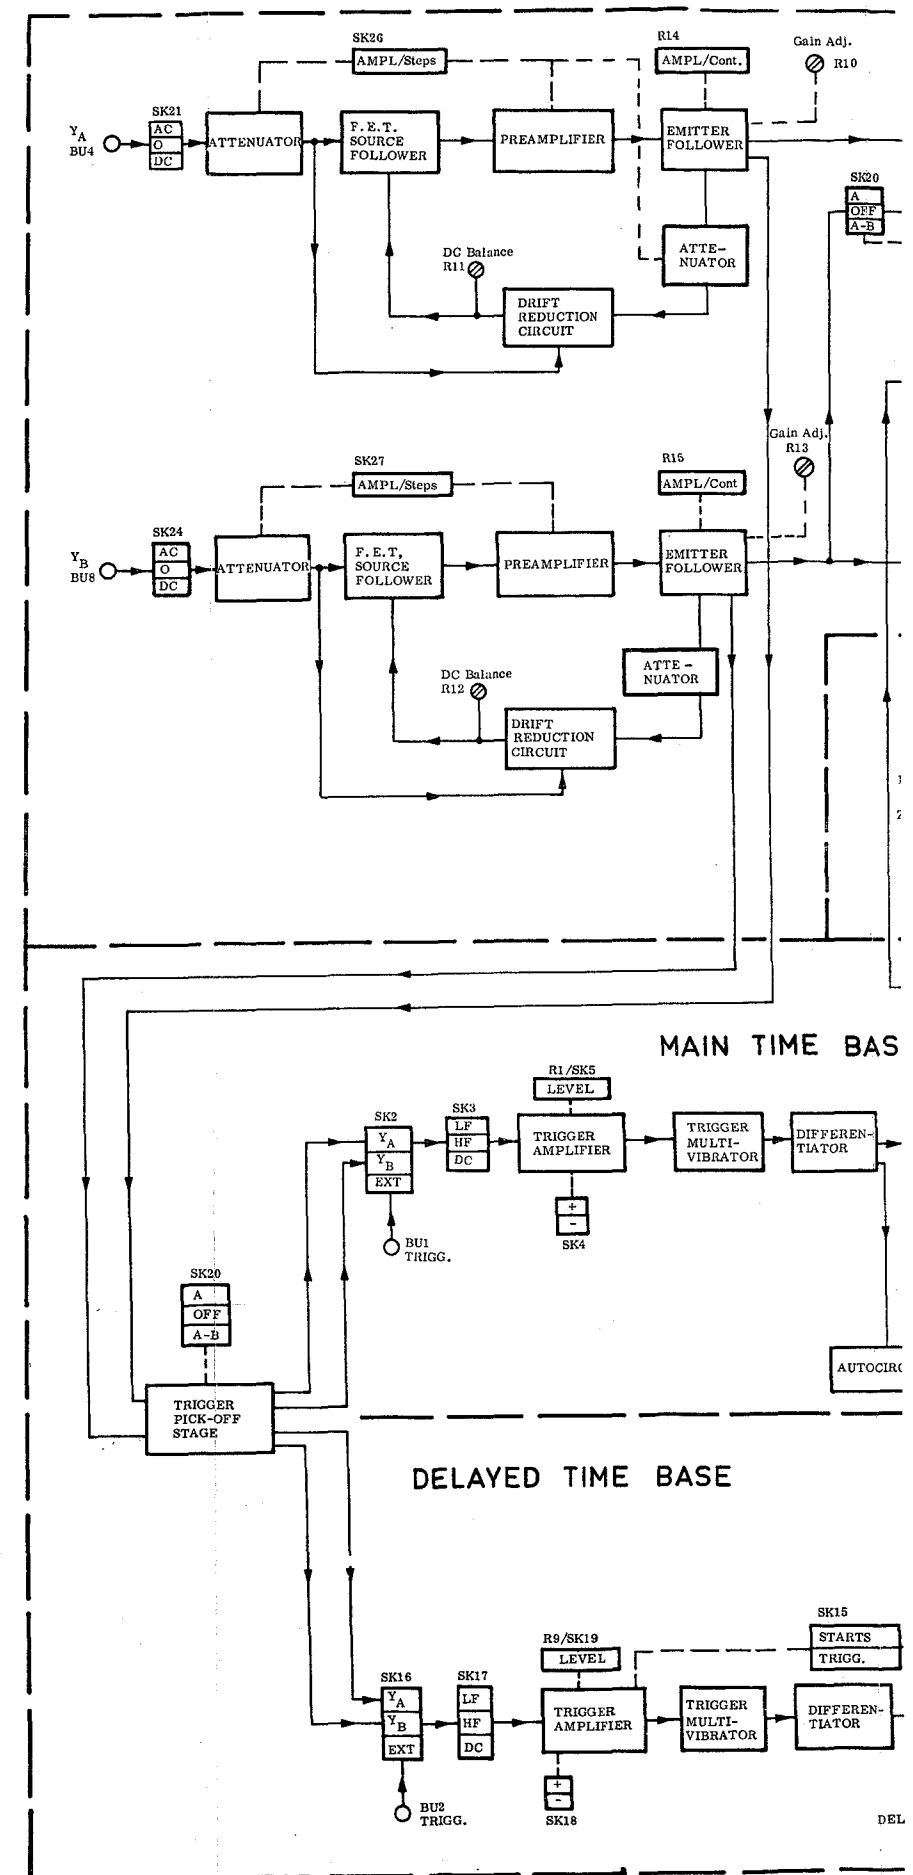 SK26
AMPL/Steps
R14
AMPL/Cont.
Gain Adj.
R10
SK21
AC
O
DC
YA
BU4
ATTENUATOR
F.E.T.
SOURCE
FOLLOWER
PREAMPLIFIER
EMITTER
FOLLOWER
SK20
A
OFF
A-B
ATTE-
NUATOR
DC Balance
R11
DRIFT
REDUCTION
CIRCUIT
Gain Adj.
R13
SK27
AMPL/Steps
R15
AMPL/Cont
SK24
AC
O
DC
YB
BU8
ATTENUATOR
F.E.T,
SOURCE
FOLLOWER
PREAMPLIFIER
EMITTER
FOLLOWER
ATTE-
NUATOR
DC Balance
R12
DRIFT
REDUCTION
CIRCUIT
MAIN TIME BAS
R1/SK5
LEVEL
SK2
YA
YB
EXT
SK3
LF
HF
DC
TRIGGER
AMPLIFIER
TRIGGER
MULTI-
VIBRATOR
DIFFEREN-
TIATOR
+
-
SK4
BU1
TRIGG.
SK20
A
OFF
A-B
AUTOCIRC
TRIGGER
PICK-OFF
STAGE
DELAYED TIME BASE
SK15
STARTS
TRIGG.
R9/SK19
LEVEL
SK16
YA
YB
EXT
SK17
LF
HF
DC
TRIGGER
AMPLIFIER
TRIGGER
MULTI-
VIBRATOR
DIFFEREN-
TIATOR
+
-
SK18
BU2
TRIGG.
DEL